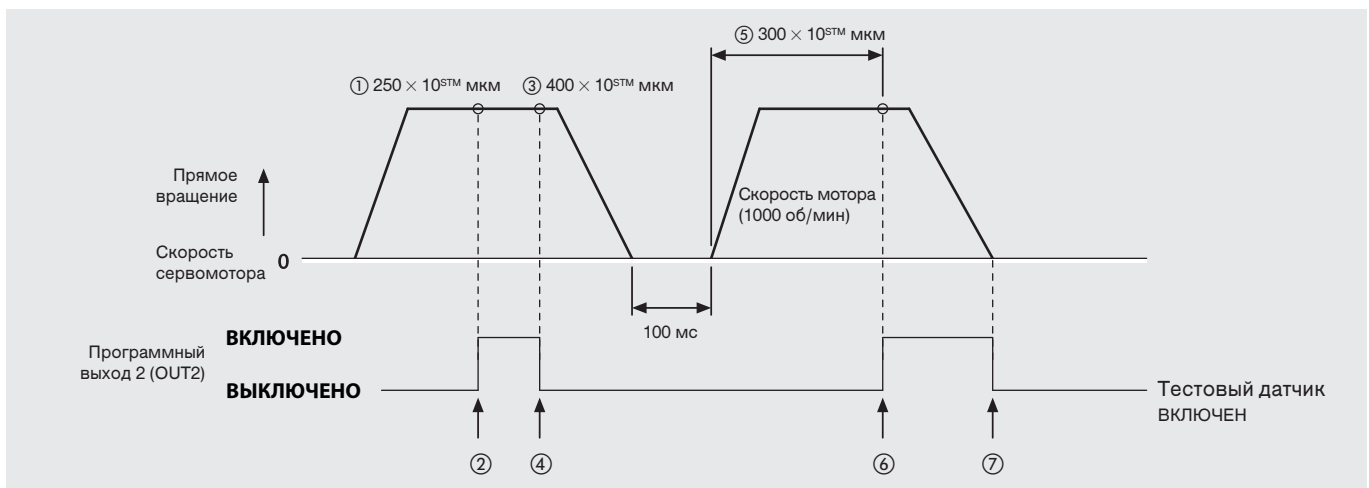 ⑤ 300 × 10ˢᵀᴹ мкм
① 250 × 10ˢᵀᴹ мкм
③ 400 × 10ˢᵀᴹ мкм
Прямое
вращение
Скорость мотора
(1000 об/мин)
Скорость
сервомотора
0
100 мс
Программный
выход 2 (OUT2)
ВКЛЮЧЕНО
ВЫКЛЮЧЕНО
Тестовый датчик
ВКЛЮЧЕН
②
④
⑥
⑦